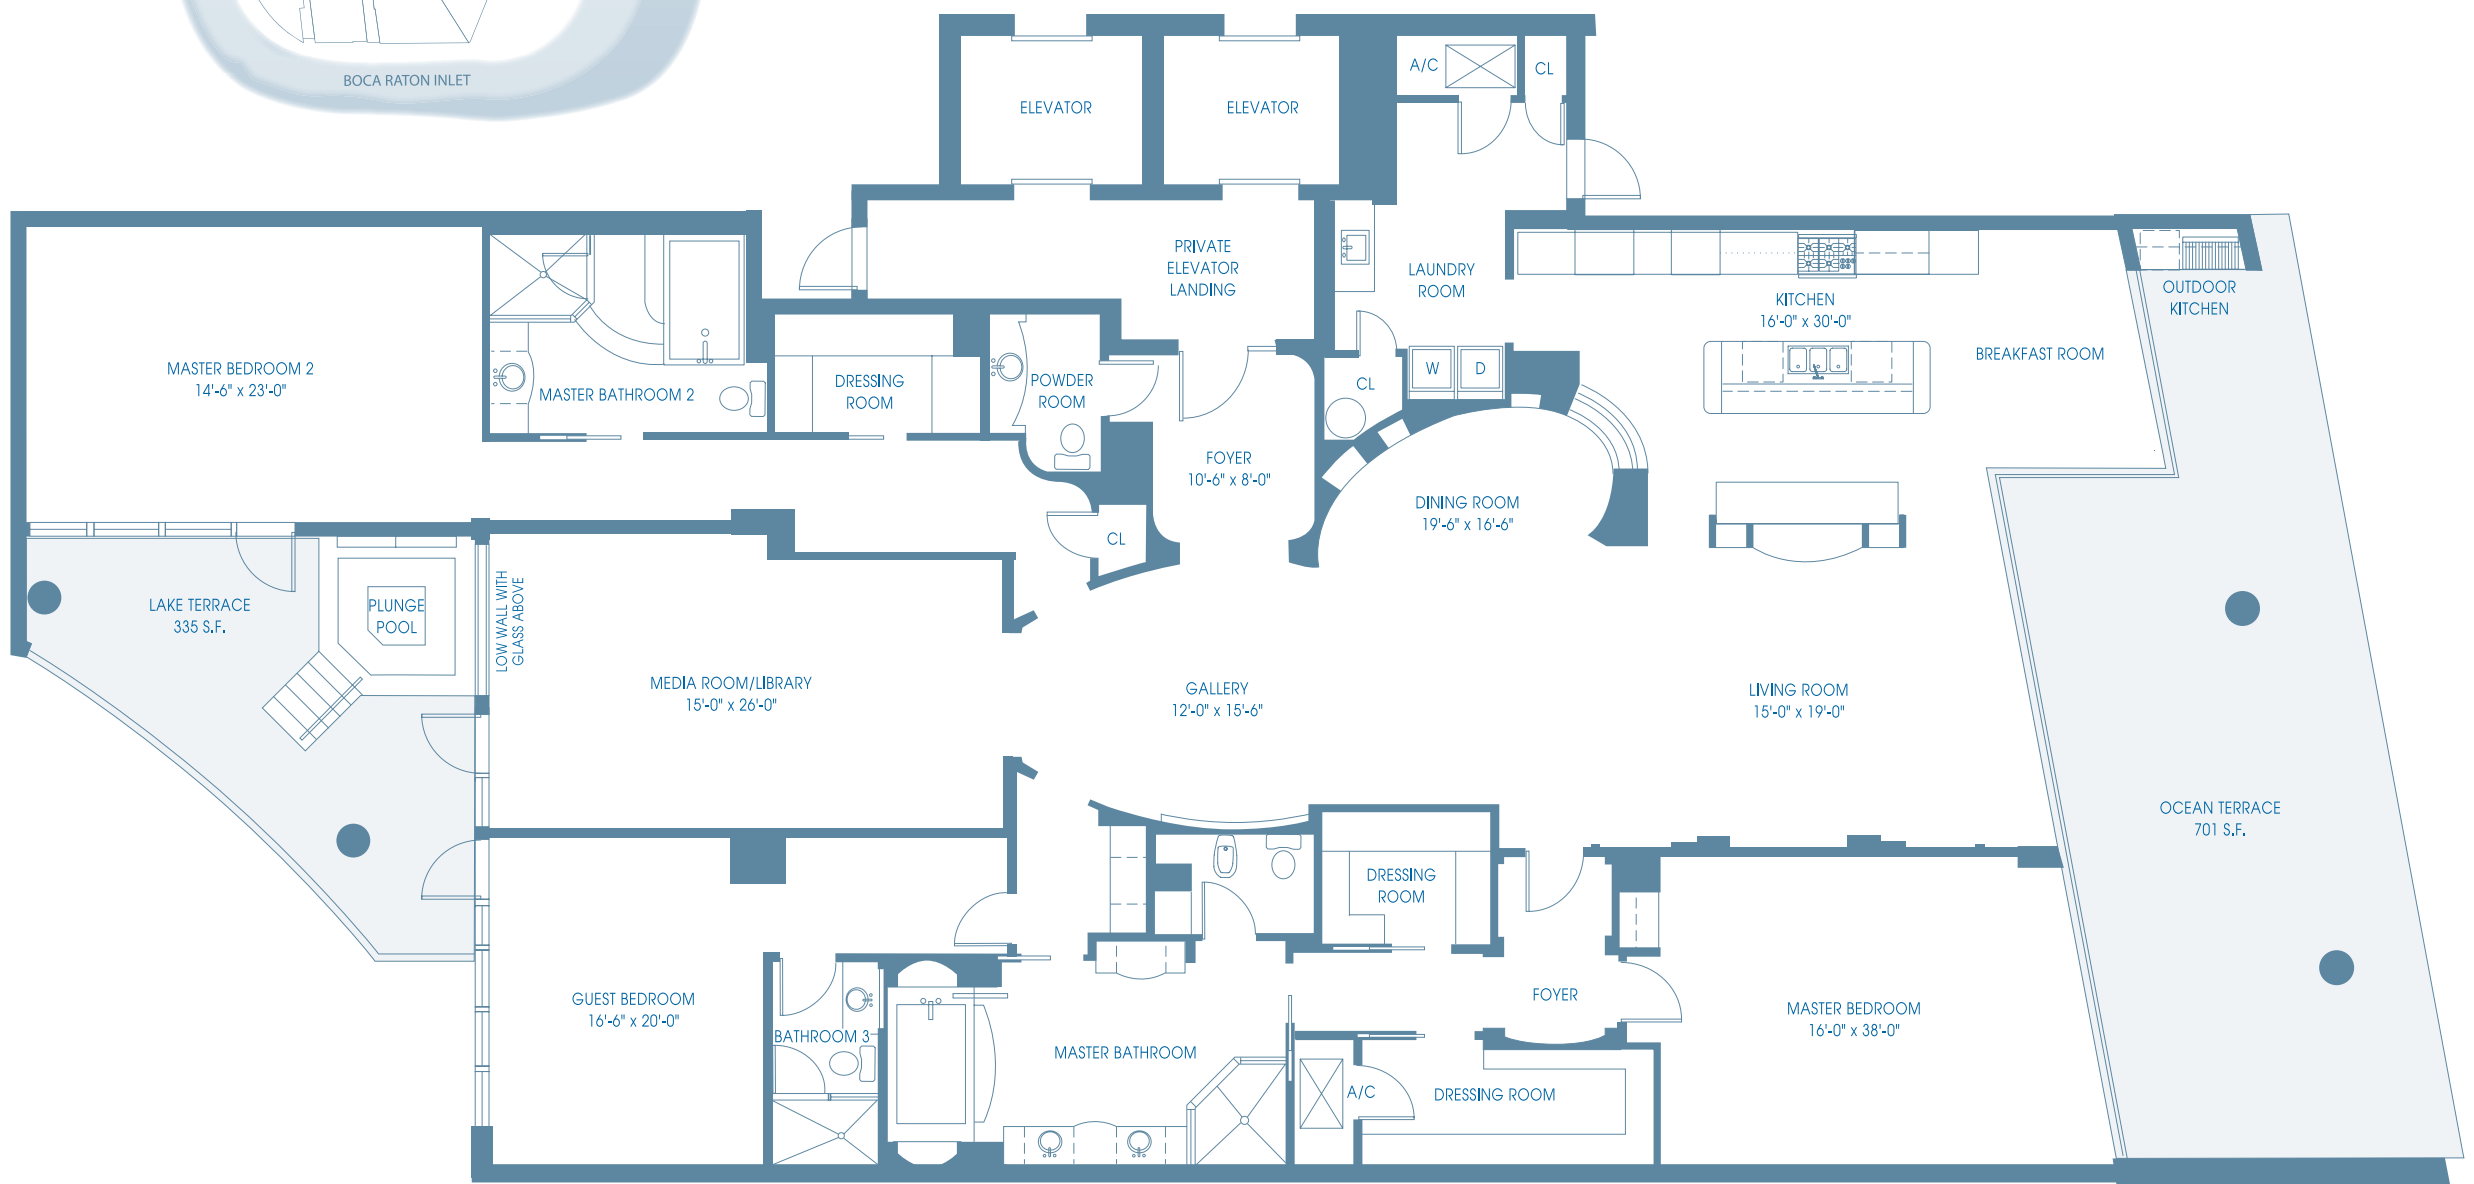 BOCA RATON INLET
ELEVATOR
ELEVATOR
A/C
CL
PRIVATE
ELEVATOR
LANDING
LAUNDRY
ROOM
KITCHEN
16'-0" x 30'-0"
OUTDOOR
KITCHEN
BREAKFAST ROOM
MASTER BEDROOM 2
14'-6" x 23'-0"
MASTER BATHROOM 2
DRESSING
ROOM
POWDER
ROOM
CL
W
D
FOYER
10'-6" x 8'-0"
DINING ROOM
19'-6" x 16'-6"
CL
LAKE TERRACE
335 S.F.
PLUNGE
POOL
LOW WALL WITH
GLASS ABOVE
MEDIA ROOM/LIBRARY
15'-0" x 26'-0"
GALLERY
12'-0" x 15'-6"
LIVING ROOM
15'-0" x 19'-0"
OCEAN TERRACE
701 S.F.
DRESSING
ROOM
GUEST BEDROOM
16'-6" x 20'-0"
BATHROOM 3
MASTER BATHROOM
FOYER
MASTER BEDROOM
16'-0" x 38'-0"
A/C
DRESSING ROOM